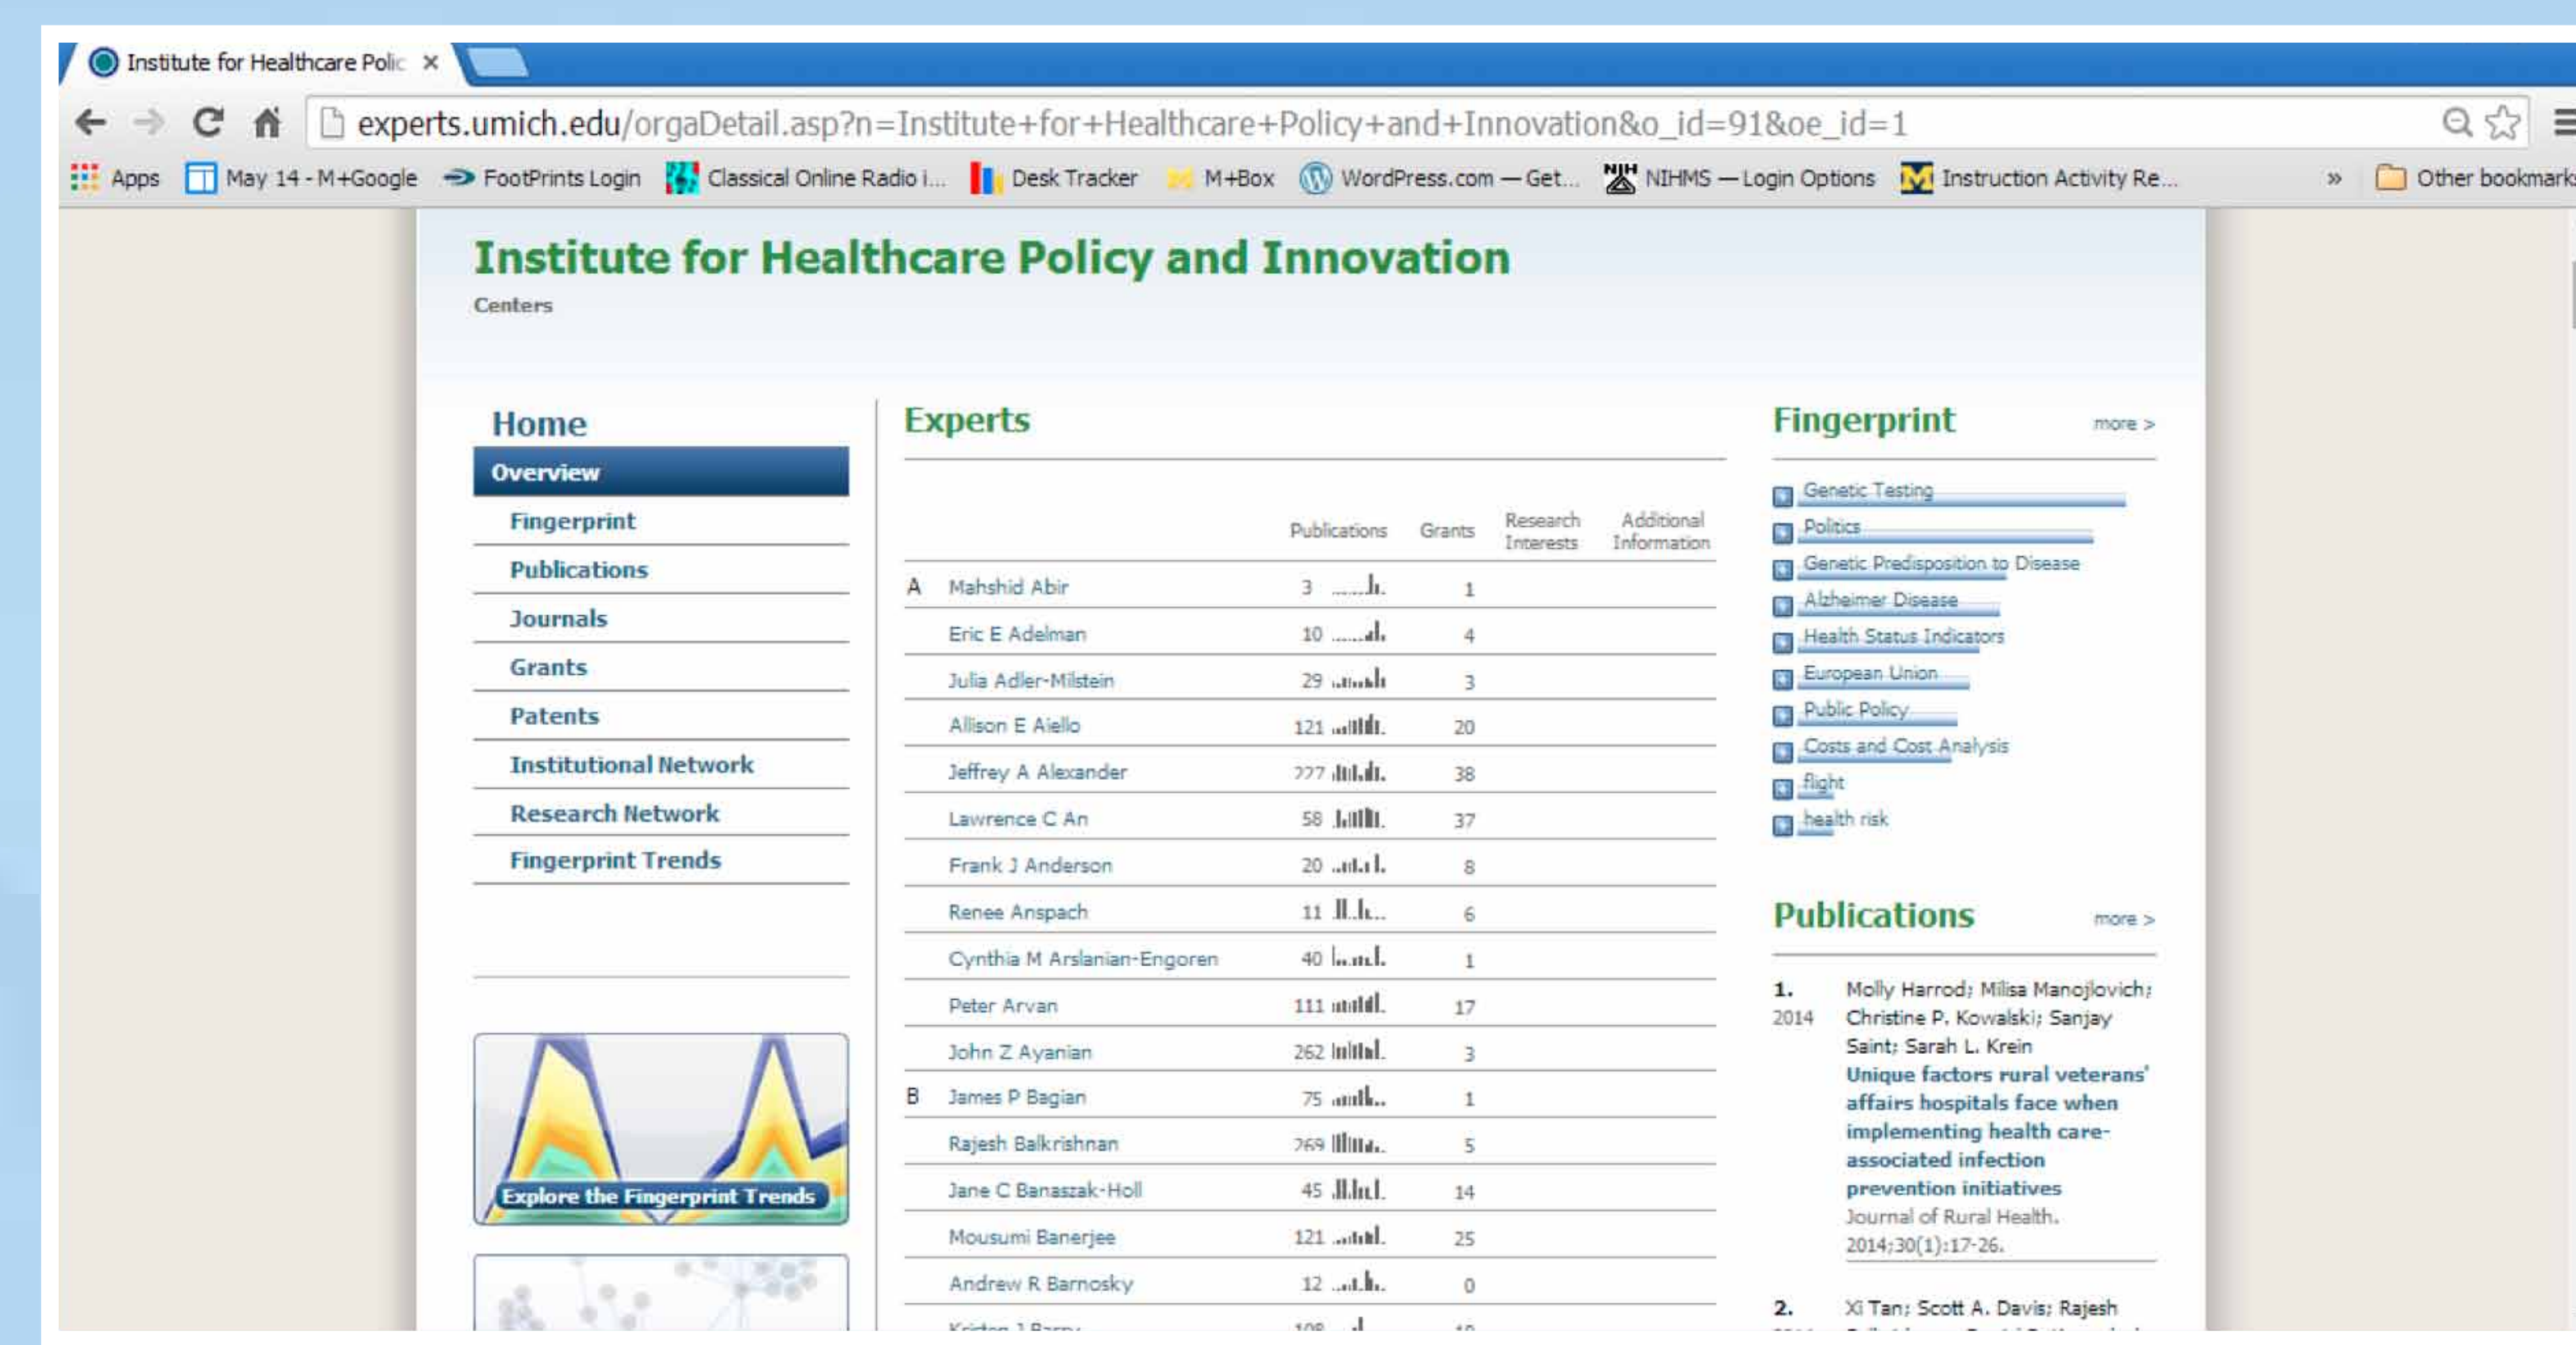 Institute for Healthcare Polic
experts.umich.edu/orgaDetail.asp?n=Institute+for+Healthcare+Policy+and+Innovation&o_id=91&oe_id=1
Apps May 14 - M+Google FootPrints Login Classical Online Radio i... Desk Tracker M+Box WordPress.com — Get... NIHMS — Login Options Instruction Activity Re... » Other bookmarks
Institute for Healthcare Policy and Innovation
Centers
Home
Overview
Fingerprint
Publications
Journals
Grants
Patents
Institutional Network
Research Network
Fingerprint Trends
Explore the Fingerprint Trends
Experts
Publications Grants Research Interests Additional Information
A Mahshid Abir 3 1
Eric E Adelman 10 4
Julia Adler-Milstein 29 3
Allison E Aiello 121 20
Jeffrey A Alexander 227 38
Lawrence C An 58 37
Frank J Anderson 20 8
Renee Anspach 11 6
Cynthia M Arslanian-Engoren 40 1
Peter Arvan 111 17
John Z Ayanian 262 3
B James P Bagian 75 1
Rajesh Balkrishnan 269 5
Jane C Banaszak-Holl 45 14
Mousumi Banerjee 121 25
Andrew R Barnosky 12 0
Fingerprint more >
Genetic Testing
Politics
Genetic Predisposition to Disease
Alzheimer Disease
Health Status Indicators
European Union
Public Policy
Costs and Cost Analysis
flight
health risk
Publications more >
1. Molly Harrod; Milisa Manojlovich;
2014 Christine P. Kowalski; Sanjay
Saint; Sarah L. Krein
Unique factors rural veterans'
affairs hospitals face when
implementing health care-
associated infection
prevention initiatives
Journal of Rural Health.
2014;30(1):17-26.
2. Xi Tan; Scott A. Davis; Rajesh